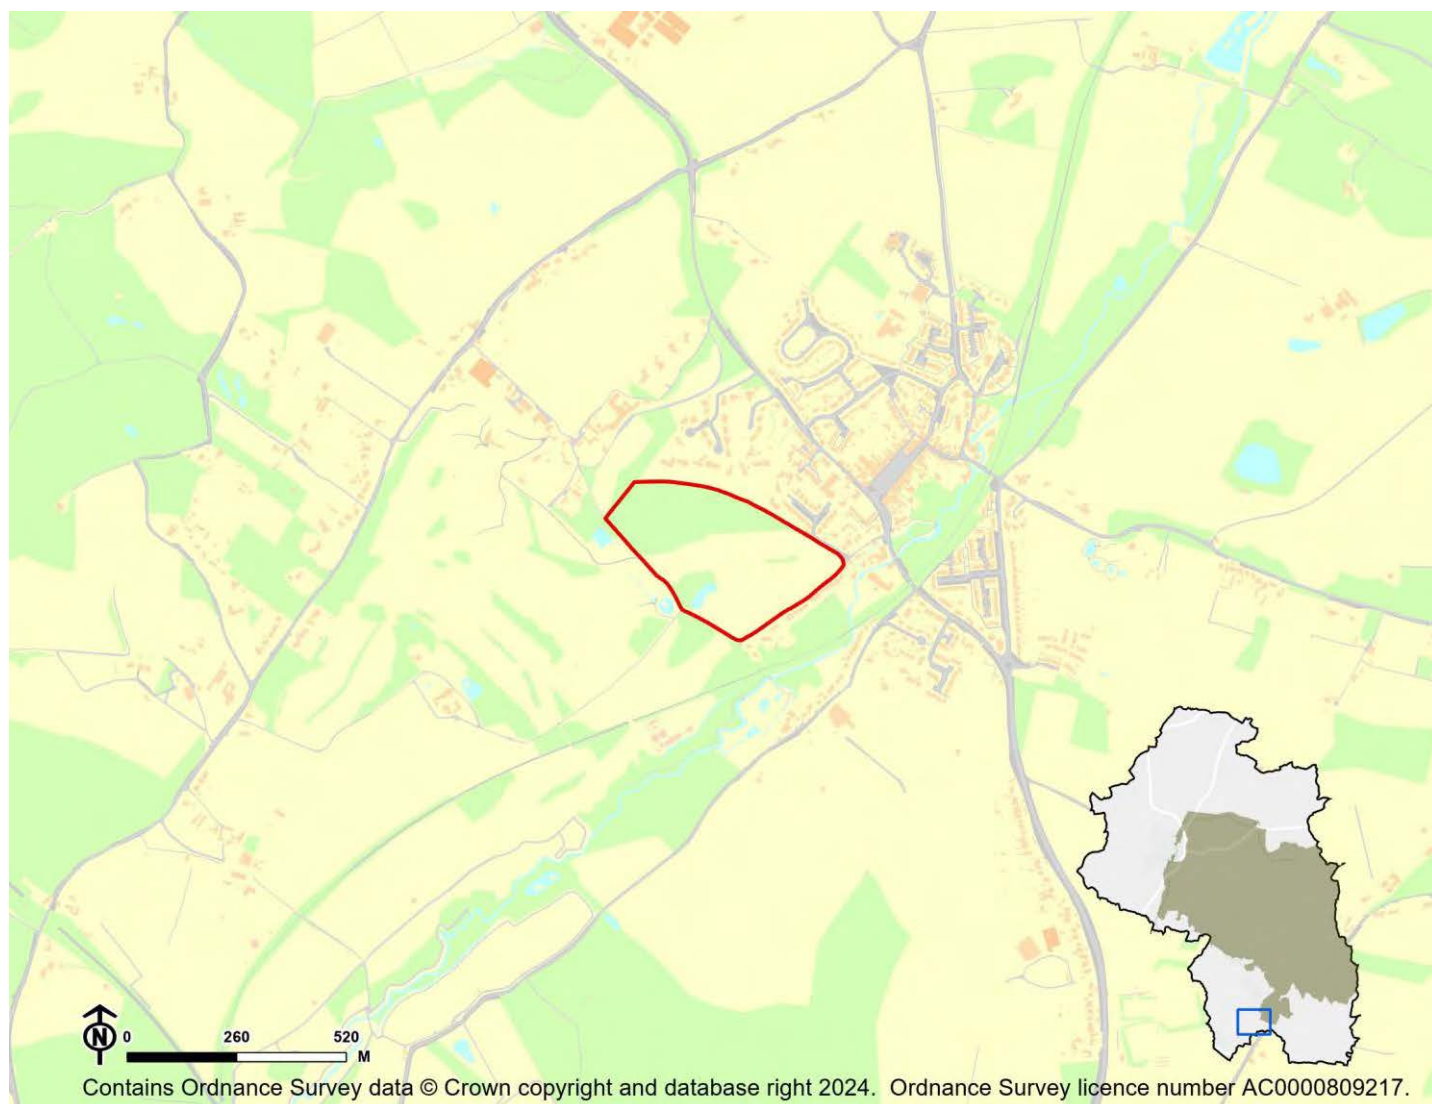 N
0 260 520
M
Contains Ordnance Survey data © Crown copyright and database right 2024. Ordnance Survey licence number AC0000809217.